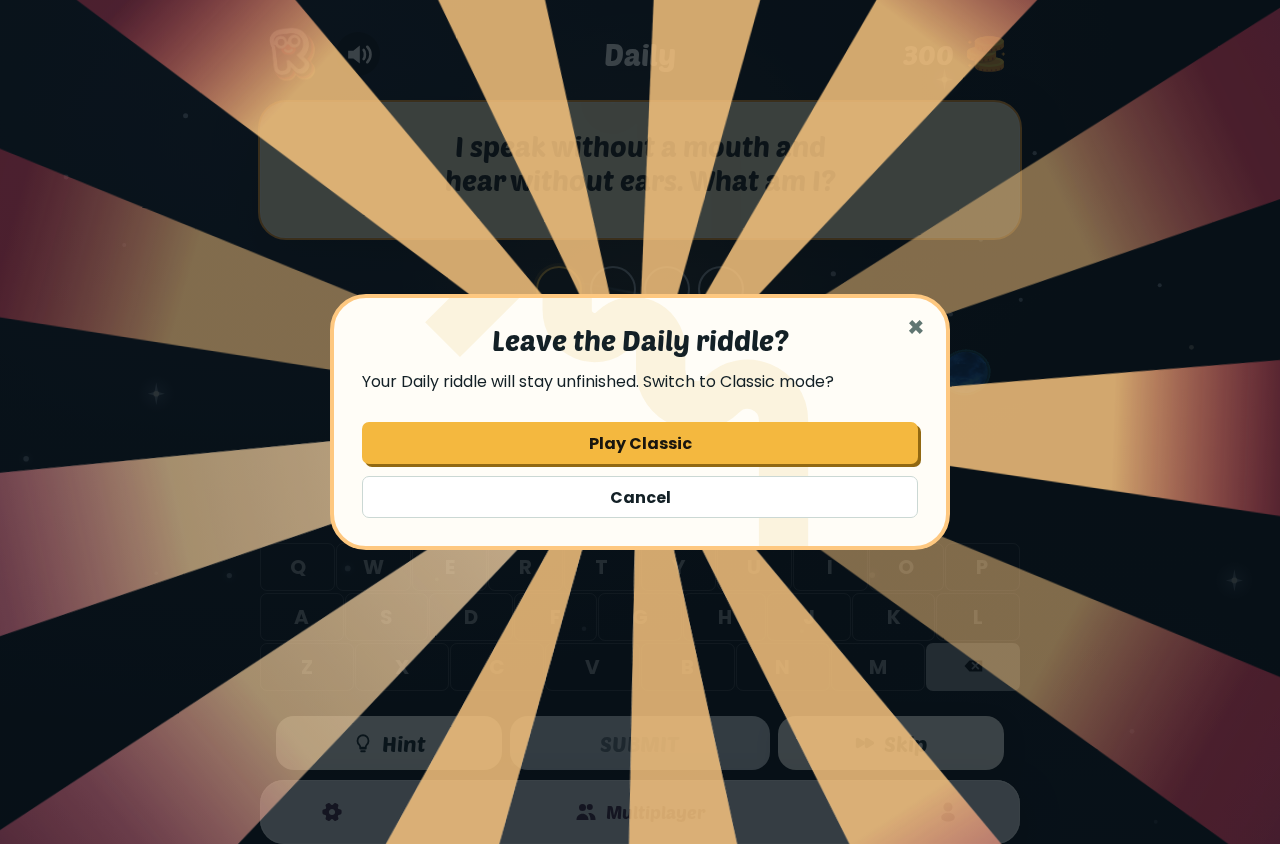 Daily
300
I speak without a mouth and
hear without ears. What am I?
Leave the Daily riddle?
Your Daily riddle will stay unfinished. Switch to Classic mode?
Play Classic
Cancel
Q W E R T Y U I O P
A S D F G H J K L
Z X C V B N M
Hint SUBMIT Skip
Multiplayer